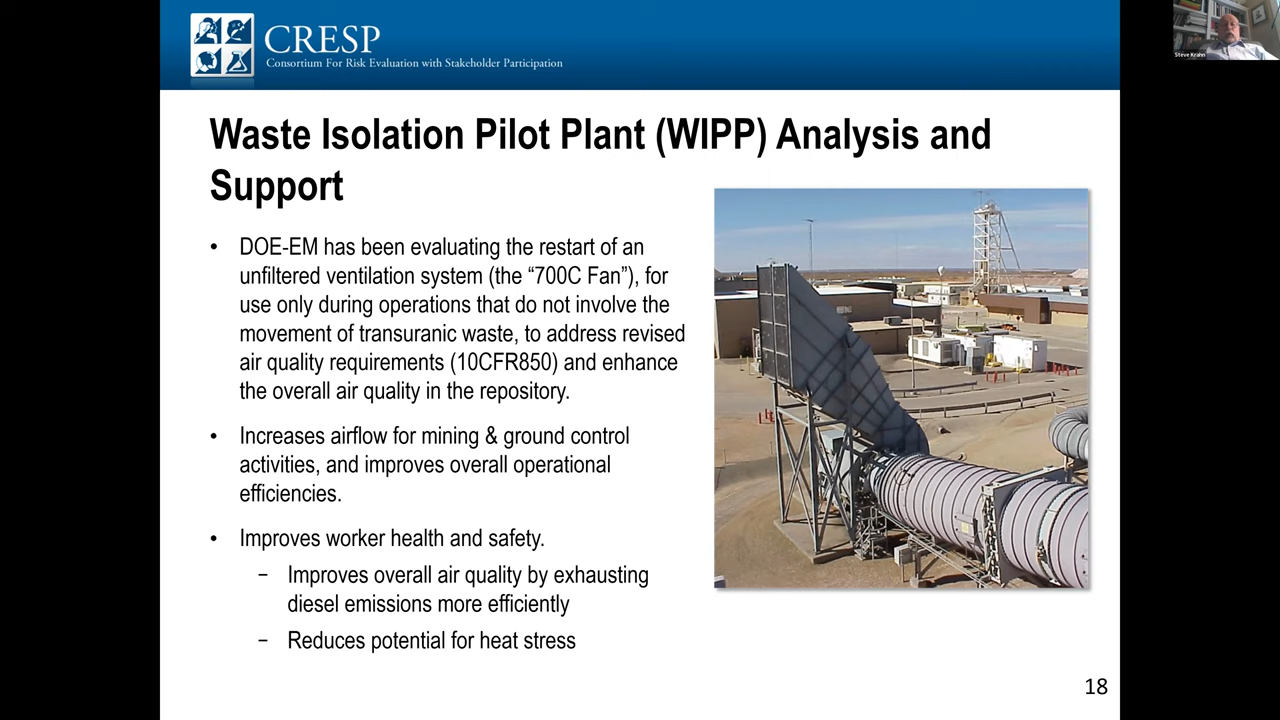 CRESP
Consortium For Risk Evaluation with Stakeholder Participation
Steve Krahn
Waste Isolation Pilot Plant (WIPP) Analysis and
Support
• DOE-EM has been evaluating the restart of an
unfiltered ventilation system (the “700C Fan”), for
use only during operations that do not involve the
movement of transuranic waste, to address revised
air quality requirements (10CFR850) and enhance
the overall air quality in the repository.
• Increases airflow for mining & ground control
activities, and improves overall operational
efficiencies.
• Improves worker health and safety.
− Improves overall air quality by exhausting
diesel emissions more efficiently
− Reduces potential for heat stress
18